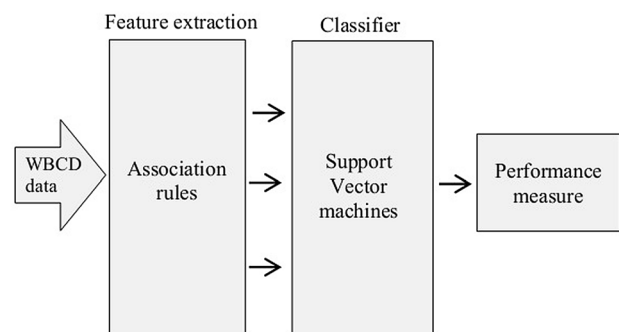 Feature extraction
Classifier
WBCD
data
Association
rules
Support
Vector
machines
Performance
measure